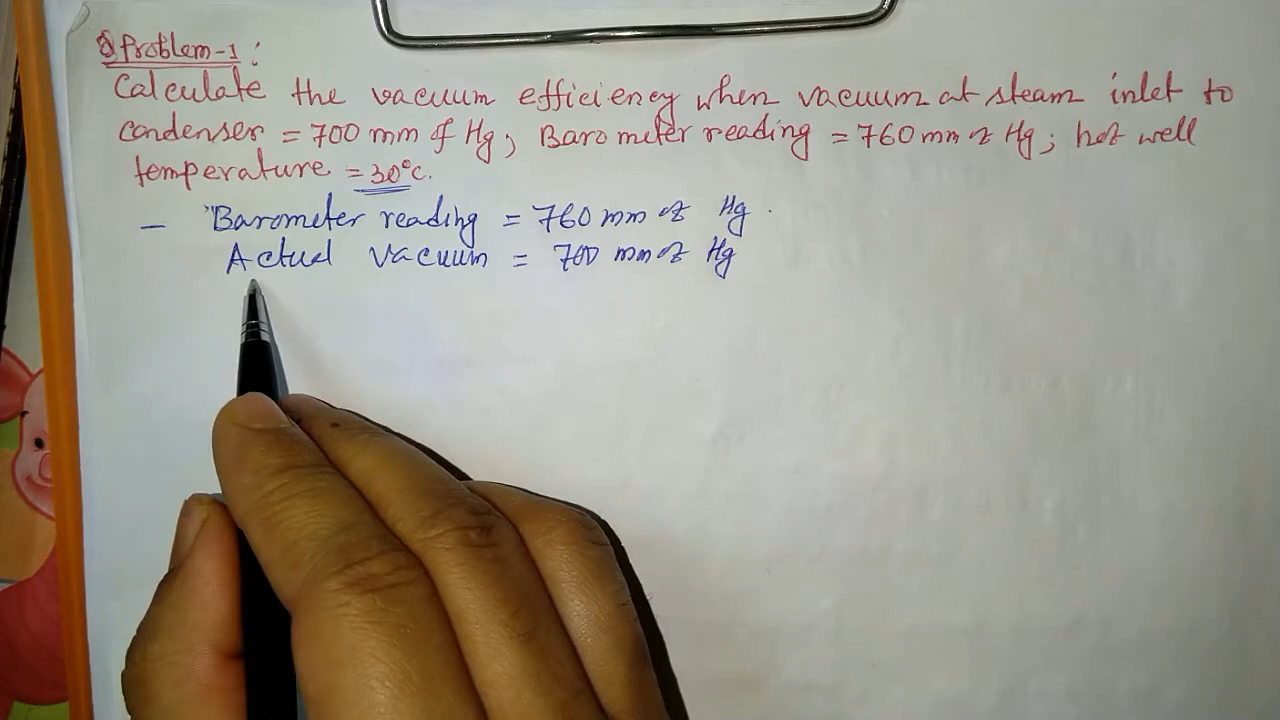 Problem-1:
Calculate the vacuum efficiency when vacuum at steam inlet to
condenser = 700 mm of Hg; Barometer reading = 760 mm of Hg; hot well
temperature = 30°c.
- Barometer reading = 760 mm of Hg.
Actual vacuum = 700 mm of Hg